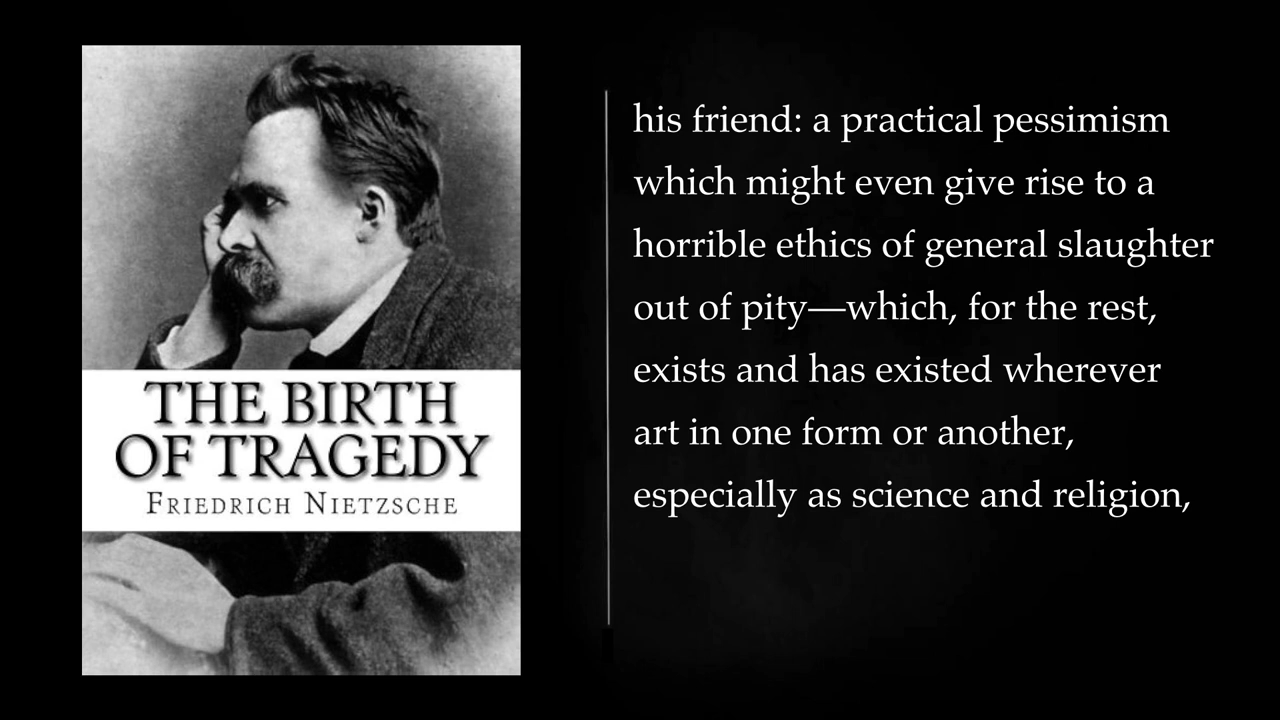 THE BIRTH
OF TRAGEDY
FRIEDRICH NIETZSCHE
his friend: a practical pessimism
which might even give rise to a
horrible ethics of general slaughter
out of pity—which, for the rest,
exists and has existed wherever
art in one form or another,
especially as science and religion,